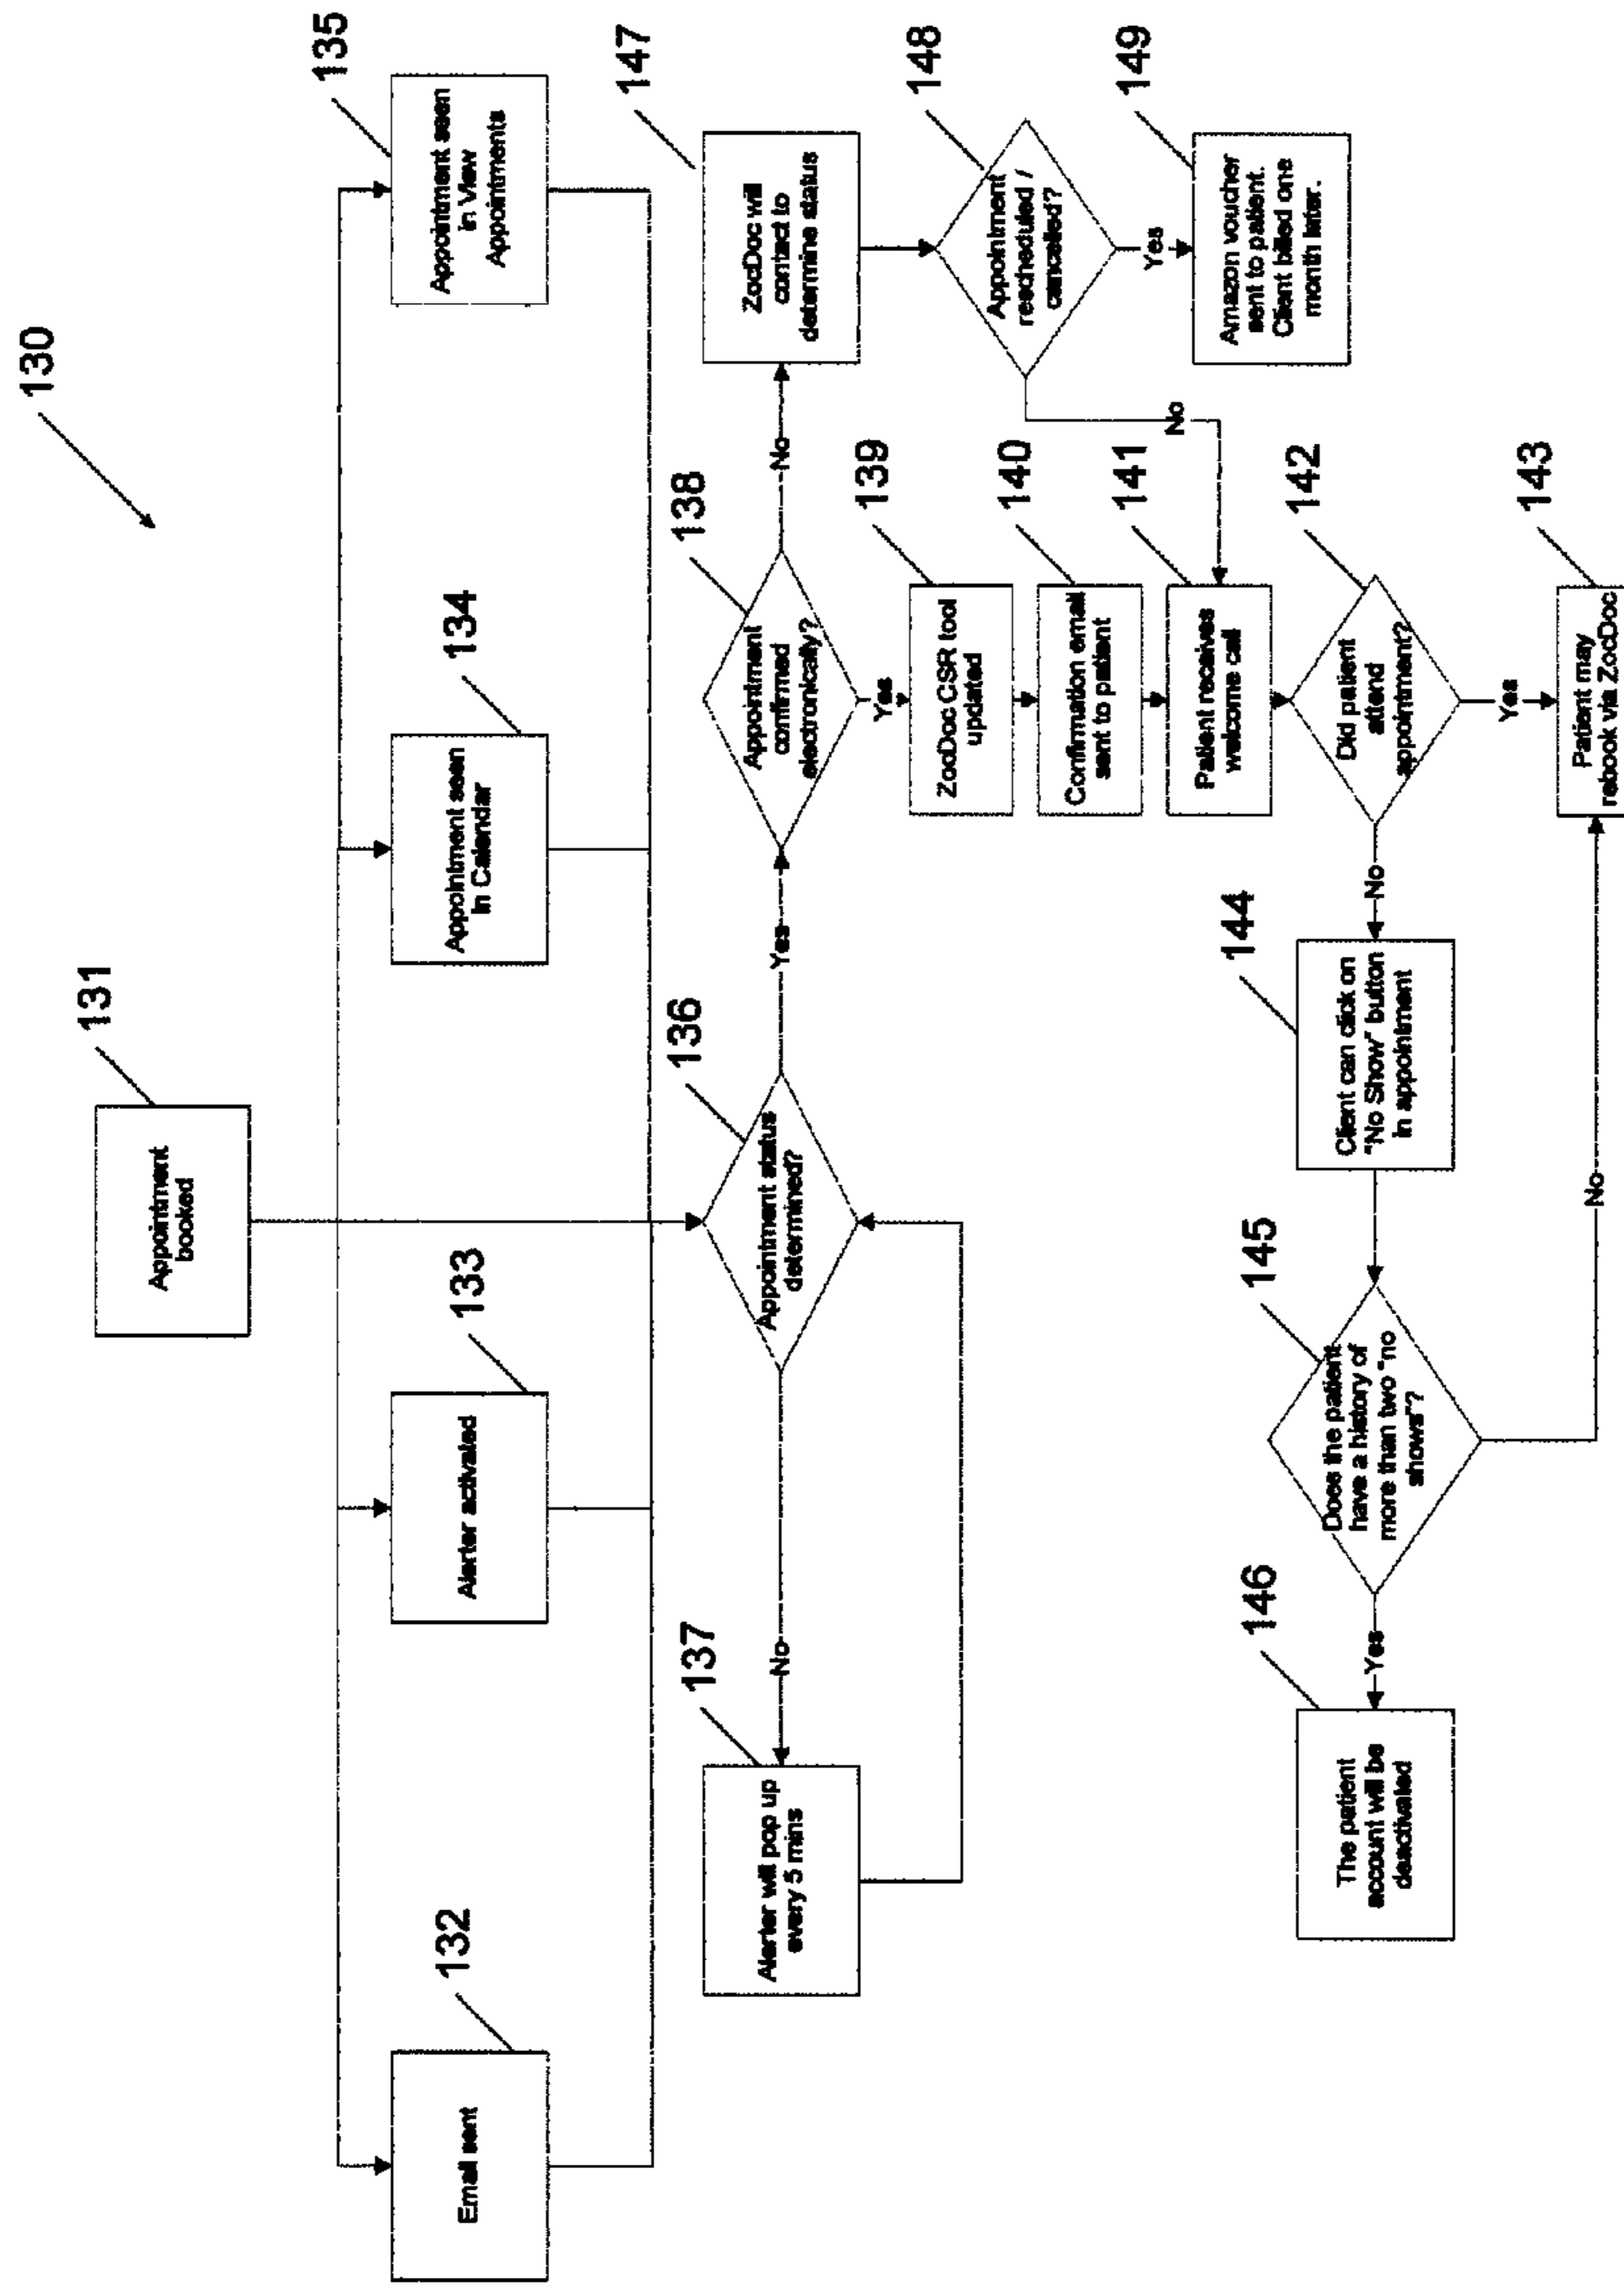 130
131
Appointment
booked
132
Email sent
133
Alerter activated
134
Appointment seen
in Calendar
135
Appointment seen
in View
Appointments
136
Appointment status
determined?
No
137
Alerter will pop up
every 5 mins
Yes
138
Appointment
confirmed
electronically?
No
147
ZocDoc will
contact to
determine status
Yes
139
ZocDoc CSR tool
updated
148
Appointment
rescheduled /
cancelled?
140
Confirmation email
sent to patient
No
Yes
141
Patient receives
welcome call
149
Amazon voucher
sent to patient.
Client billed one
month later.
142
Did patient
attend
appointment?
No
144
Client can click on
"No Show" button
in appointment
145
Does the patient
have a history of
more than two "no
shows"?
Yes
146
The patient
account will be
deactivated
No
Yes
143
Patient may
rebook via ZocDoc